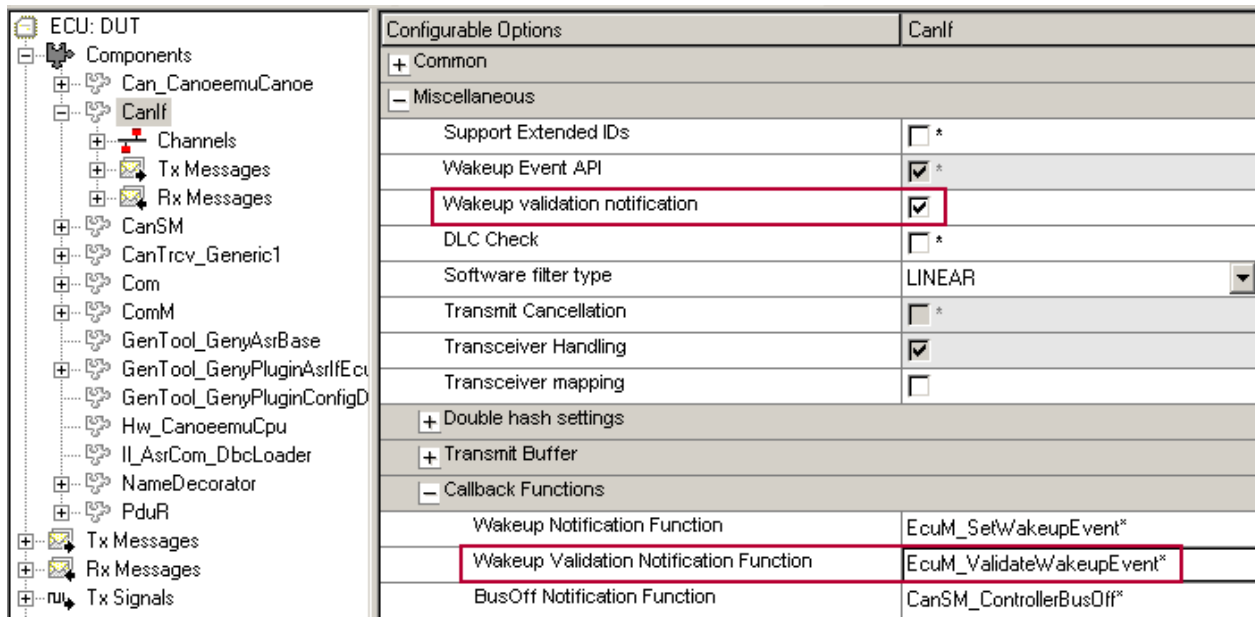 ECU: DUT
Components
Can_CanoeemuCanoe
CanIf
Channels
Tx Messages
Rx Messages
CanSM
CanTrcv_Generic1
Com
ComM
GenTool_GenyAsrBase
GenTool_GenyPluginAsrIfEcu
GenTool_GenyPluginConfigD
Hw_CanoeemuCpu
Il_AsrCom_DbcLoader
NameDecorator
PduR
Tx Messages
Rx Messages
Tx Signals
Configurable Options CanIf
Common
Miscellaneous
Support Extended IDs *
Wakeup Event API *
Wakeup validation notification
DLC Check *
Software filter type LINEAR
Transmit Cancellation *
Transceiver Handling
Transceiver mapping
Double hash settings
Transmit Buffer
Callback Functions
Wakeup Notification Function EcuM_SetWakeupEvent*
Wakeup Validation Notification Function EcuM_ValidateWakeupEvent*
BusOff Notification Function CanSM_ControllerBusOff*